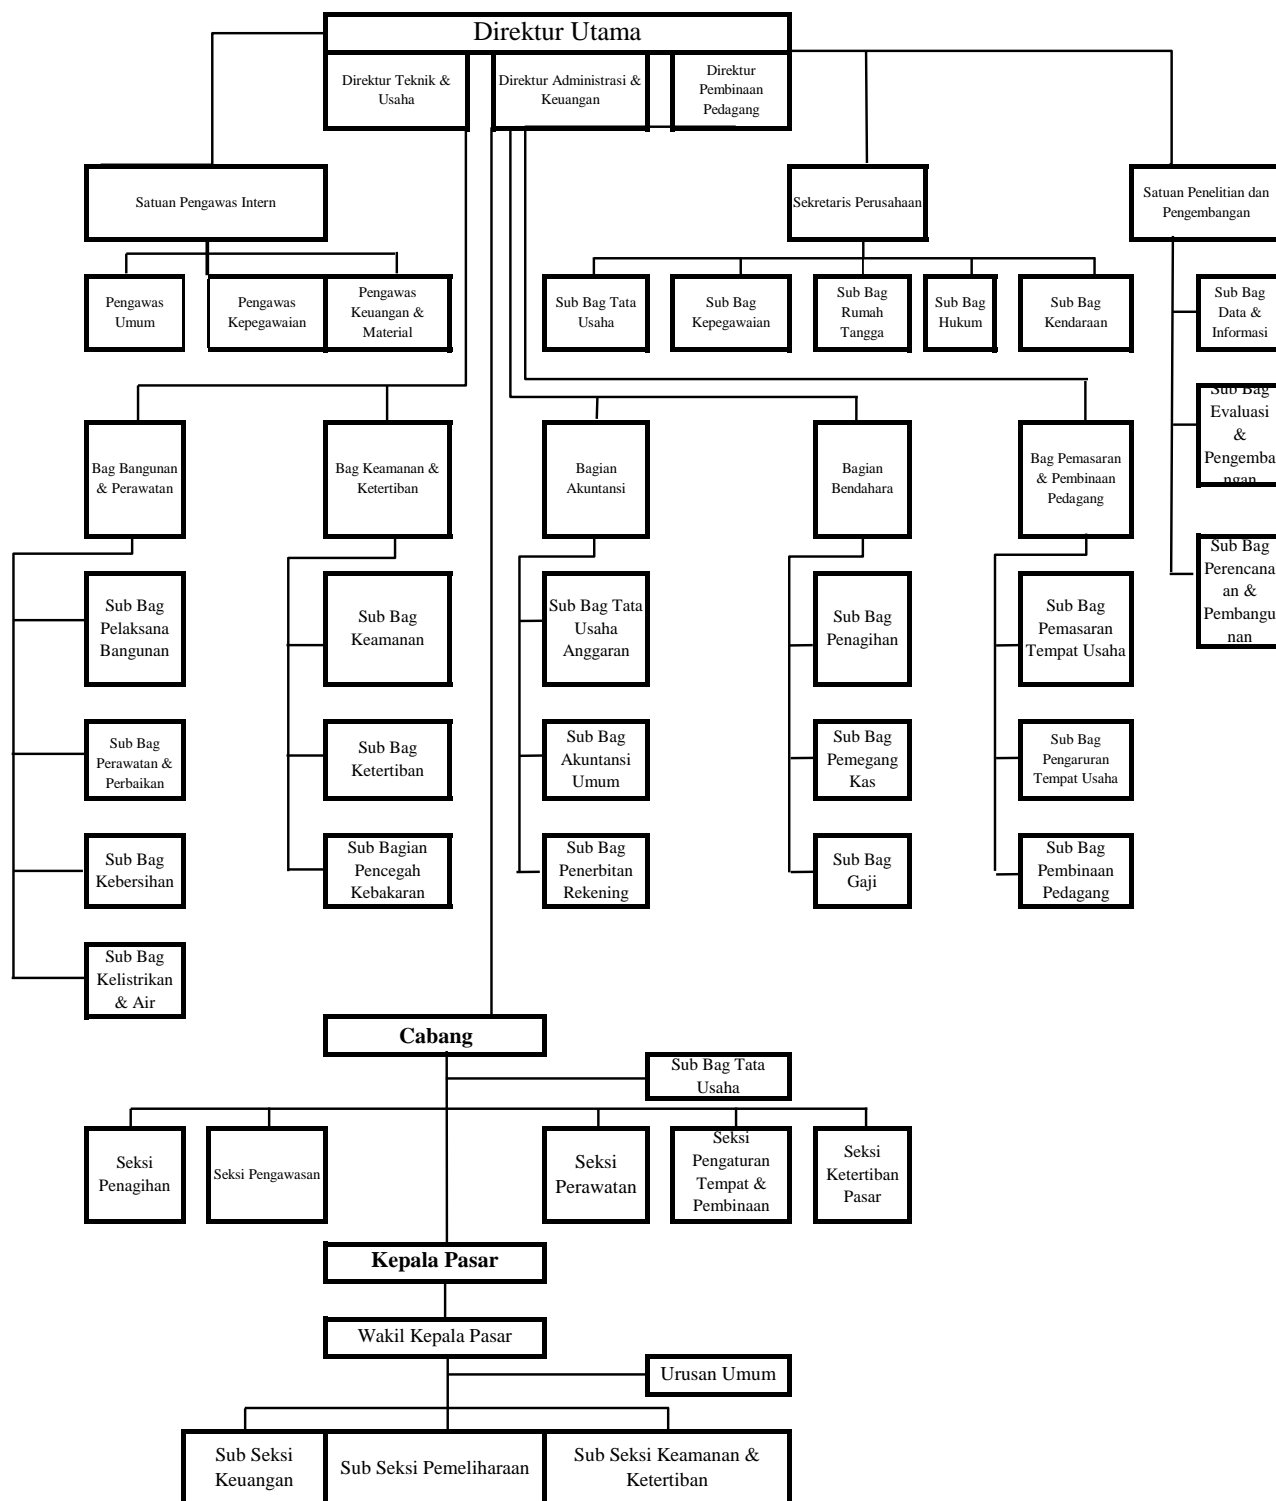 Direktur Utama
Direktur Teknik &
Usaha
Direktur Administrasi &
Keuangan
Direktur
Pembinaan
Pedagang
Satuan Pengawas Intern
Sekretaris Perusahaan
Satuan Penelitian dan
Pengembangan
Pengawas
Umum
Pengawas
Kepegawaian
Pengawas
Keuangan &
Material
Sub Bag Tata
Usaha
Sub Bag
Kepegawaian
Sub Bag
Rumah
Tangga
Sub Bag
Hukum
Sub Bag
Kendaraan
Sub Bag
Data &
Informasi
Sub Bag
Evaluasi
&
Pengemba
ngan
Bag Bangunan
& Perawatan
Bag Keamanan &
Ketertiban
Bagian
Akuntansi
Bagian
Bendahara
Bag Pemasaran
& Pembinaan
Pedagang
Sub Bag
Perencana
an &
Pembangu
nan
Sub Bag
Pelaksana
Bangunan
Sub Bag
Keamanan
Sub Bag Tata
Usaha
Anggaran
Sub Bag
Penagihan
Sub Bag
Pemasaran
Tempat Usaha
Sub Bag
Perawatan &
Perbaikan
Sub Bag
Ketertiban
Sub Bag
Akuntansi
Umum
Sub Bag
Pemegang
Kas
Sub Bag
Pengaruran
Tempat Usaha
Sub Bag
Kebersihan
Sub Bagian
Pencegah
Kebakaran
Sub Bag
Penerbitan
Rekening
Sub Bag
Gaji
Sub Bag
Pembinaan
Pedagang
Sub Bag
Kelistrikan
& Air
Cabang
Sub Bag Tata
Usaha
Seksi
Penagihan
Seksi Pengawasan
Seksi
Perawatan
Seksi
Pengaturan
Tempat &
Pembinaan
Seksi
Ketertiban
Pasar
Kepala Pasar
Wakil Kepala Pasar
Urusan Umum
Sub Seksi
Keuangan
Sub Seksi Pemeliharaan
Sub Seksi Keamanan &
Ketertiban